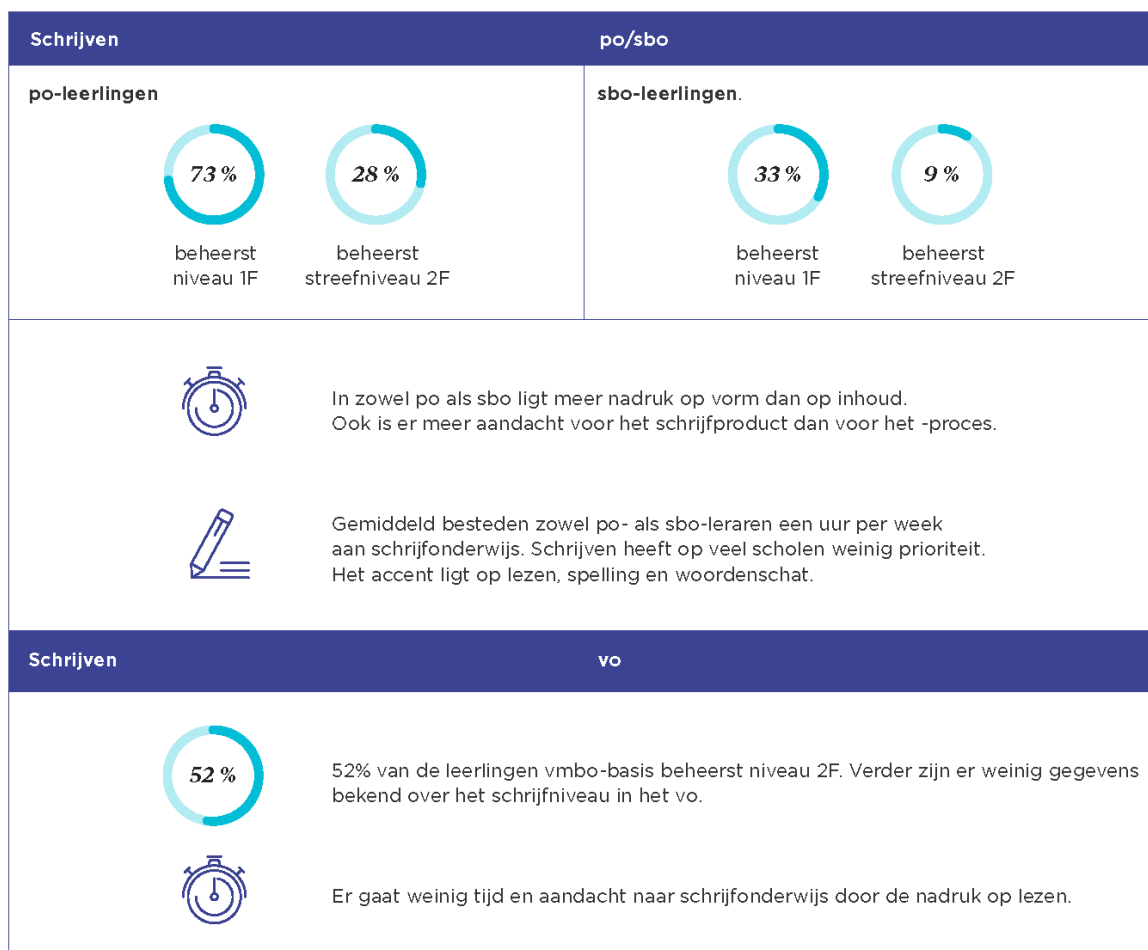 Schrijven
po/sbo
po-leerlingen
73 %
28 %
beheerst
niveau 1F
beheerst
streefniveau 2F
sbo-leerlingen.
33 %
9 %
beheerst
niveau 1F
beheerst
streefniveau 2F
In zowel po als sbo ligt meer nadruk op vorm dan op inhoud.
Ook is er meer aandacht voor het schrijfproduct dan voor het -proces.
Gemiddeld besteden zowel po- als sbo-leraren een uur per week
aan schrijfonderwijs. Schrijven heeft op veel scholen weinig prioriteit.
Het accent ligt op lezen, spelling en woordenschat.
Schrijven
vo
52 %
52% van de leerlingen vmbo-basis beheerst niveau 2F. Verder zijn er weinig gegevens
bekend over het schrijfniveau in het vo.
Er gaat weinig tijd en aandacht naar schrijfonderwijs door de nadruk op lezen.